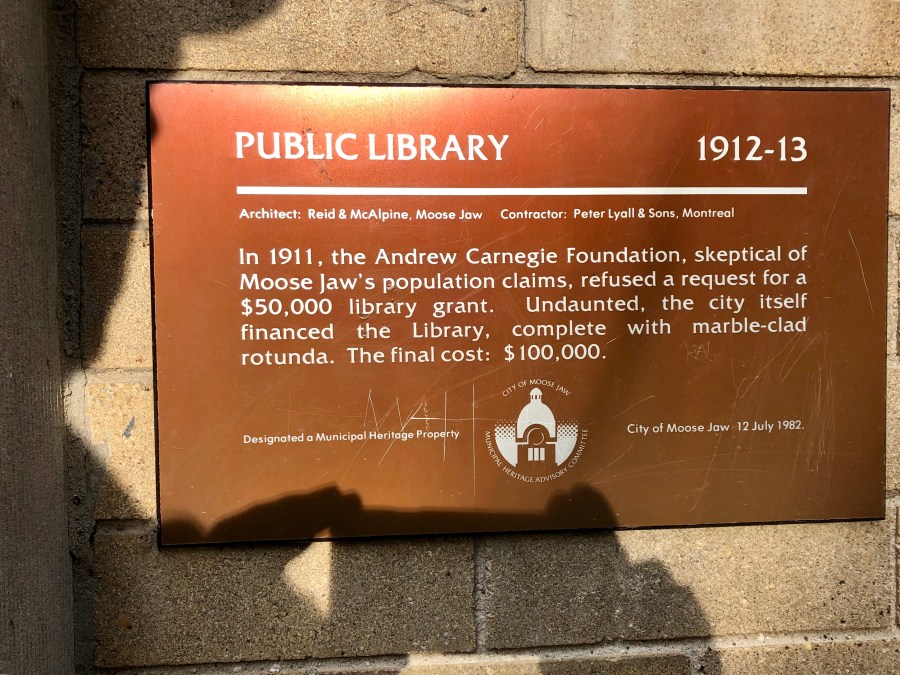 PUBLIC LIBRARY 1912-13
Architect: Reid & McAlpine, Moose Jaw Contractor: Peter Lyall & Sons, Montreal
In 1911, the Andrew Carnegie Foundation, skeptical of
Moose Jaw's population claims, refused a request for a
$50,000 library grant. Undaunted, the city itself
financed the Library, complete with marble-clad
rotunda. The final cost: $100,000.
CITY OF MOOSE JAW
Designated a Municipal Heritage Property
MUNICIPAL HERITAGE ADVISORY COMMITTEE
City of Moose Jaw 12 July 1982.